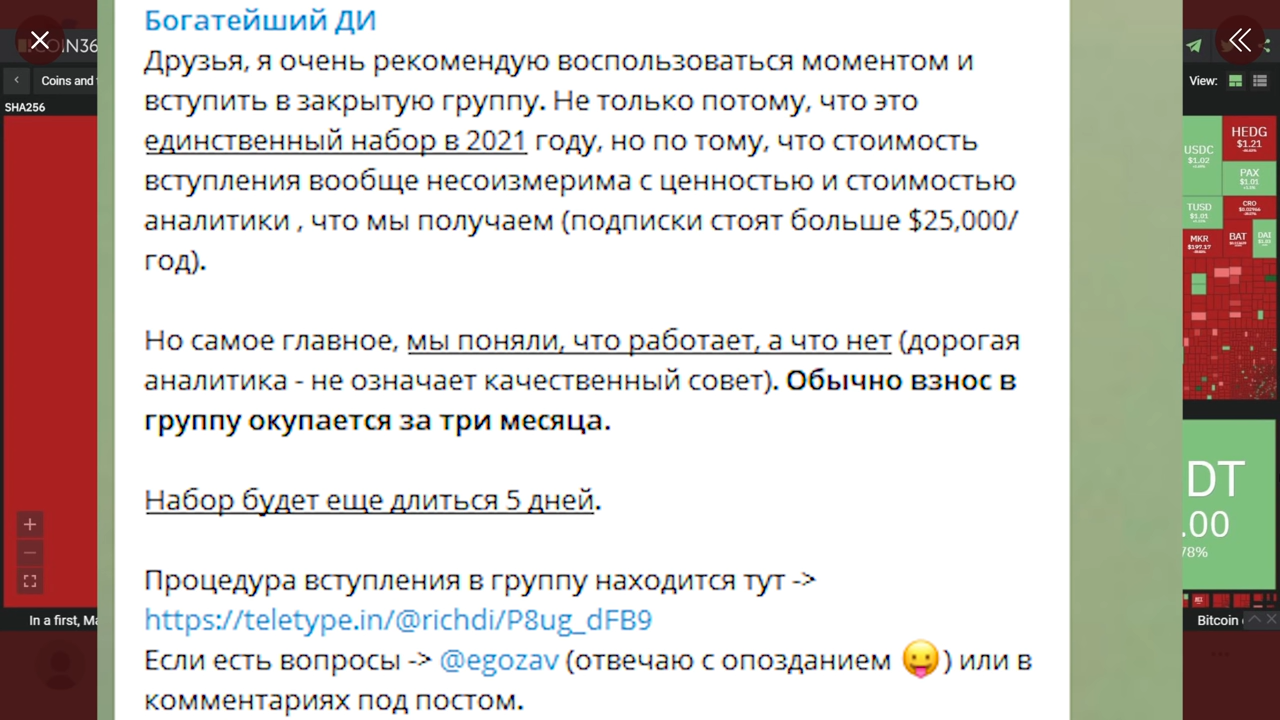 Богатейший ДИ
Друзья, я очень рекомендую воспользоваться моментом и
вступить в закрытую группу. Не только потому, что это
единственный набор в 2021 году, но по тому, что стоимость
вступления вообще несоизмерима с ценностью и стоимостью
аналитики , что мы получаем (подписки стоят больше $25,000/
год).
Но самое главное, мы поняли, что работает, а что нет (дорогая
аналитика - не означает качественный совет). Обычно взнос в
группу окупается за три месяца.
Набор будет еще длиться 5 дней.
Процедура вступления в группу находится тут ->
https://teletype.in/@richdi/P8ug_dFB9
Если есть вопросы -> @egozav (отвечаю с опозданием 😛) или в
комментариях под постом.
COIN36
Coins and
SHA256
In a first, Ma
View:
USDC
$1.02
HEDG
$1.21
PAX
$1.01
TUSD
$1.01
CRO
MKR
$197.17
BAT
DAI
DT
.00
78%
Bitcoin